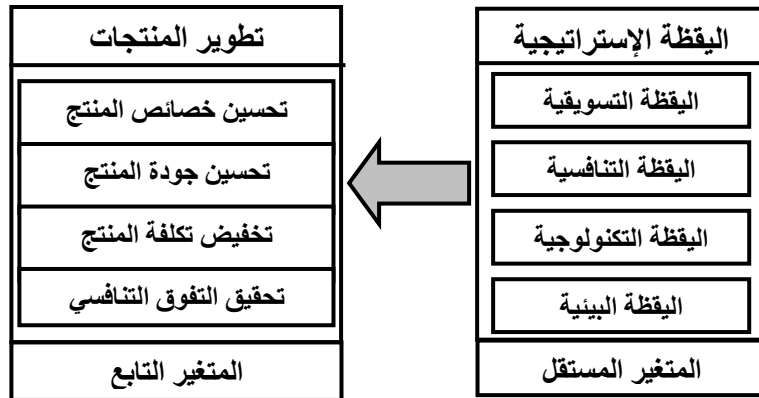 اليقظة الإستراتيجية
اليقظة التسويقية
اليقظة التنافسية
اليقظة التكنولوجية
اليقظة البيئية
المتغير المستقل
تطوير المنتجات
تحسين خصائص المنتج
تحسين جودة المنتج
تخفيض تكلفة المنتج
تحقيق التفوق التنافسي
المتغير التابع